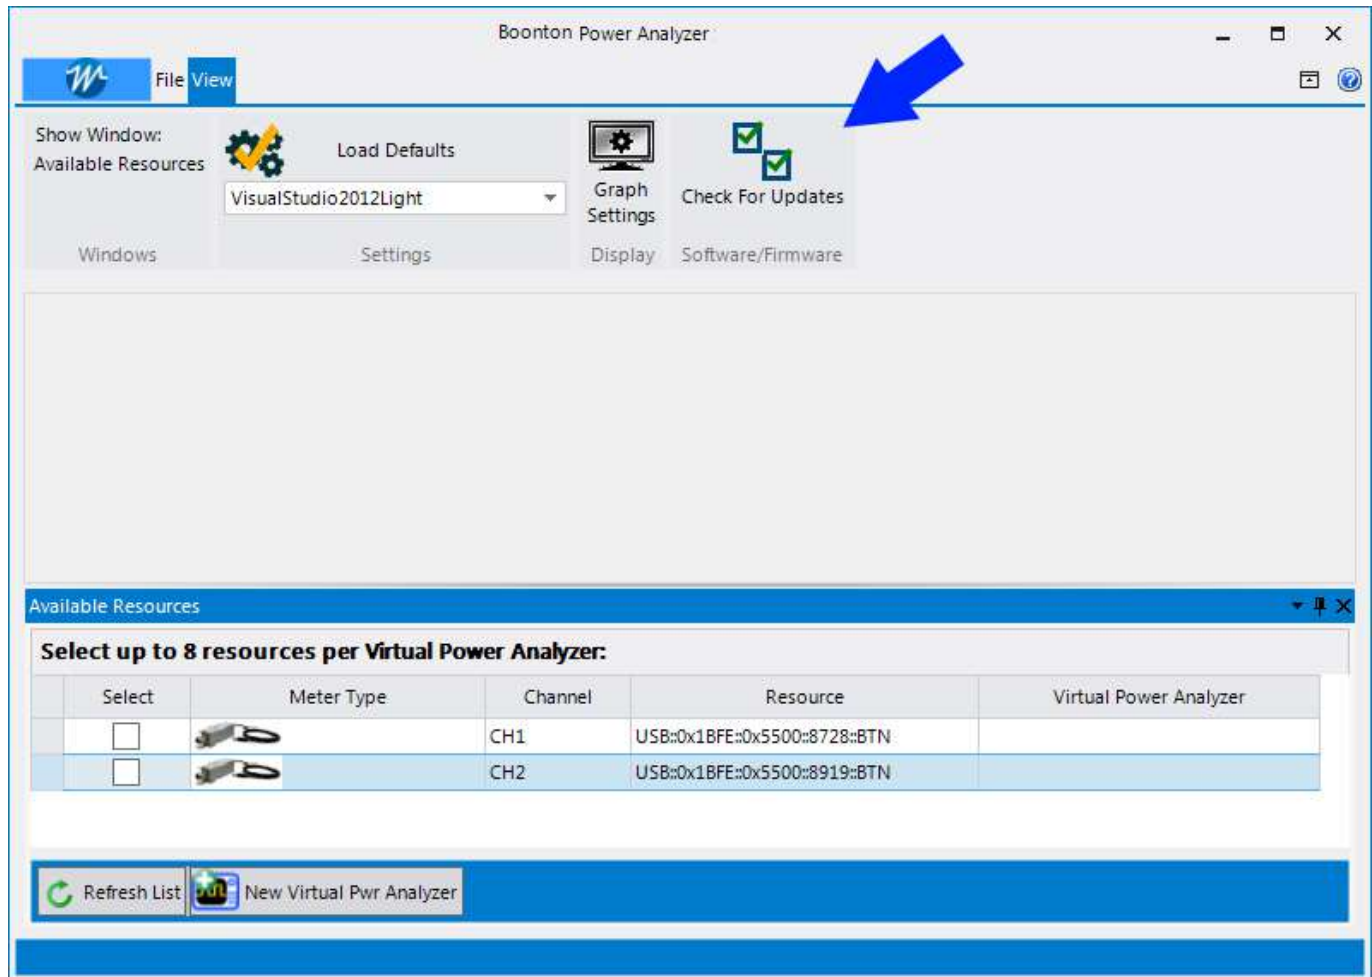 Boonton Power Analyzer
File View
Show Window:
Available Resources
Load Defaults
VisualStudio2012Light
Graph
Settings
Check For Updates
Windows
Settings
Display
Software/Firmware
Available Resources
Select up to 8 resources per Virtual Power Analyzer:
Select Meter Type Channel Resource Virtual Power Analyzer
CH1 USB::0x1BFE::0x5500::8728::BTN
CH2 USB::0x1BFE::0x5500::8919::BTN
Refresh List New Virtual Pwr Analyzer